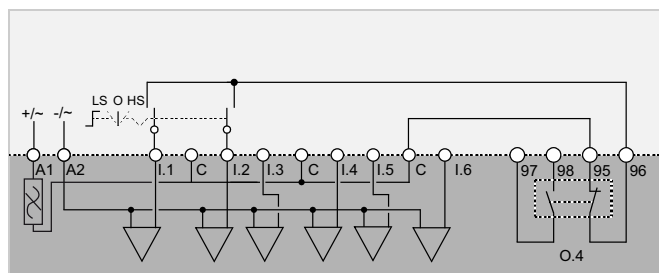 LS O HS
+/~ -/~
A1 A2 I.1 C I.2 I.3 C I.4 I.5 C I.6 97 98 95 96
O.4